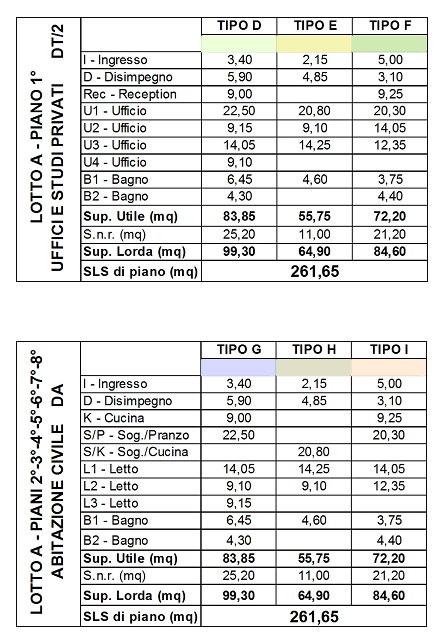 LOTTO A - PIANO 1°
UFFICI E STUDI PRIVATI DT/2
TIPO D TIPO E TIPO F
I - Ingresso 3,40 2,15 5,00
D - Disimpegno 5,90 4,85 3,10
Rec - Reception 9,00 9,25
U1 - Ufficio 22,50 20,80 20,30
U2 - Ufficio 9,15 9,10 14,05
U3 - Ufficio 14,05 14,25 12,35
U4 - Ufficio 9,10
B1 - Bagno 6,45 4,60 3,75
B2 - Bagno 4,30 4,40
Sup. Utile (mq) 83,85 55,75 72,20
S.n.r. (mq) 25,20 11,00 21,20
Sup. Lorda (mq) 99,30 64,90 84,60
SLS di piano (mq) 261,65
LOTTO A - PIANI 2°-3°-4°-5°-6°-7°-8°
ABITAZIONE CIVILE DA
TIPO G TIPO H TIPO I
I - Ingresso 3,40 2,15 5,00
D - Disimpegno 5,90 4,85 3,10
K - Cucina 9,00 9,25
S/P - Sog./Pranzo 22,50 20,30
S/K - Sog./Cucina 20,80
L1 - Letto 14,05 14,25 14,05
L2 - Letto 9,10 9,10 12,35
L3 - Letto 9,15
B1 - Bagno 6,45 4,60 3,75
B2 - Bagno 4,30 4,40
Sup. Utile (mq) 83,85 55,75 72,20
S.n.r. (mq) 25,20 11,00 21,20
Sup. Lorda (mq) 99,30 64,90 84,60
SLS di piano (mq) 261,65